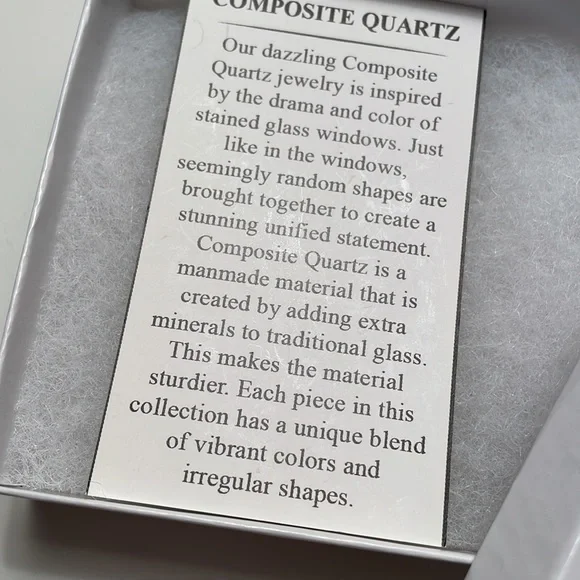 COMPOSITE QUARTZ
Our dazzling Composite
Quartz jewelry is inspired
by the drama and color of
stained glass windows. Just
like in the windows,
seemingly random shapes are
brought together to create a
stunning unified statement.
Composite Quartz is a
manmade material that is
created by adding extra
minerals to traditional glass.
This makes the material
sturdier. Each piece in this
collection has a unique blend
of vibrant colors and
irregular shapes.